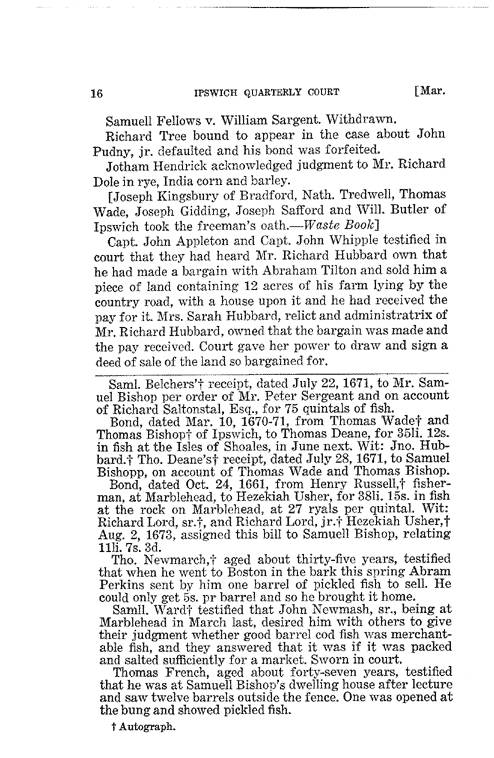 16 IPSWICH QUARTERLY COURT [Mar.
Samuell Fellows v. William Sargent. Withdrawn.
Richard Tree bound to appear in the case about John
Pudny, jr. defaulted and his bond was forfeited.
Jotham Hendrick acknowledged judgment to Mr. Richard
Dole in rye, India corn and barley.
[Joseph Kingsbury of Bradford, Nath. Tredwell, Thomas
Wade, Joseph Gidding, Joseph Safford and Will. Butler of
Ipswich took the freeman's oath.—Waste Book]
Capt. John Appleton and Capt. John Whipple testified in
court that they had heard Mr. Richard Hubbard own that
he had made a bargain with Abraham Tilton and sold him a
piece of land containing 12 acres of his farm lying by the
country road, with a house upon it and he had received the
pay for it. Mrs. Sarah Hubbard, relict and administratrix of
Mr. Richard Hubbard, owned that the bargain was made and
the pay received. Court gave her power to draw and sign a
deed of sale of the land so bargained for.
Saml. Belchers'† receipt, dated July 22, 1671, to Mr. Sam-
uel Bishop per order of Mr. Peter Sergeant and on account
of Richard Saltonstal, Esq., for 75 quintals of fish.
Bond, dated Mar. 10, 1670-71, from Thomas Wade† and
Thomas Bishop† of Ipswich, to Thomas Deane, for 35li. 12s.
in fish at the Isles of Shoales, in June next. Wit: Jno. Hub-
bard.† Tho. Deane's† receipt, dated July 28, 1671, to Samuel
Bishopp, on account of Thomas Wade and Thomas Bishop.
Bond, dated Oct. 24, 1661, from Henry Russell,† fisher-
man, at Marblehead, to Hezekiah Usher, for 38li. 15s. in fish
at the rock on Marblehead, at 27 ryals per quintal. Wit:
Richard Lord, sr.†, and Richard Lord, jr.† Hezekiah Usher,†
Aug. 2, 1673, assigned this bill to Samuell Bishop, relating
11li. 7s. 3d.
Tho. Newmarch,† aged about thirty-five years, testified
that when he went to Boston in the bark this spring Abram
Perkins sent by him one barrel of pickled fish to sell. He
could only get 5s. pr barrel and so he brought it home.
Samll. Ward† testified that John Newmash, sr., being at
Marblehead in March last, desired him with others to give
their judgment whether good barrel cod fish was merchant-
able fish, and they answered that it was if it was packed
and salted sufficiently for a market. Sworn in court.
Thomas French, aged about forty-seven years, testified
that he was at Samuell Bishop's dwelling house after lecture
and saw twelve barrels outside the fence. One was opened at
the bung and showed pickled fish.
† Autograph.